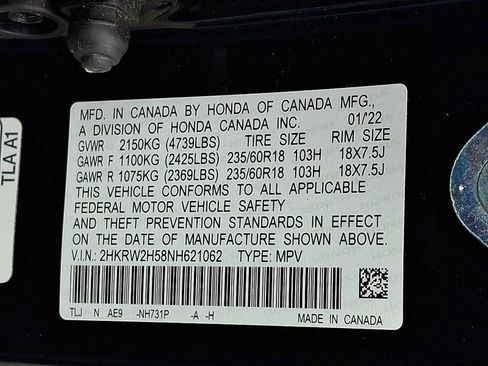 MFD. IN CANADA BY HONDA OF CANADA MFG.,
A DIVISION OF HONDA CANADA INC. 01/'22
GVWR 2150KG (4739LBS) TIRE SIZE RIM SIZE
GAWR F 1100KG (2425LBS) 235/60R18 103H 18X7.5J
GAWR R 1075KG (2369LBS) 235/60R18 103H 18X7.5J
THIS VEHICLE CONFORMS TO ALL APPLICABLE
FEDERAL MOTOR VEHICLE SAFETY
AND THEFT PREVENTION STANDARDS IN EFFECT
ON THE DATE OF MANUFACTURE SHOWN ABOVE.
V.I.N.: 2HKRW2H58NH621062 TYPE: MPV
TLJ N AE9 -NH731P -A -H MADE IN CANADA
TLA A1